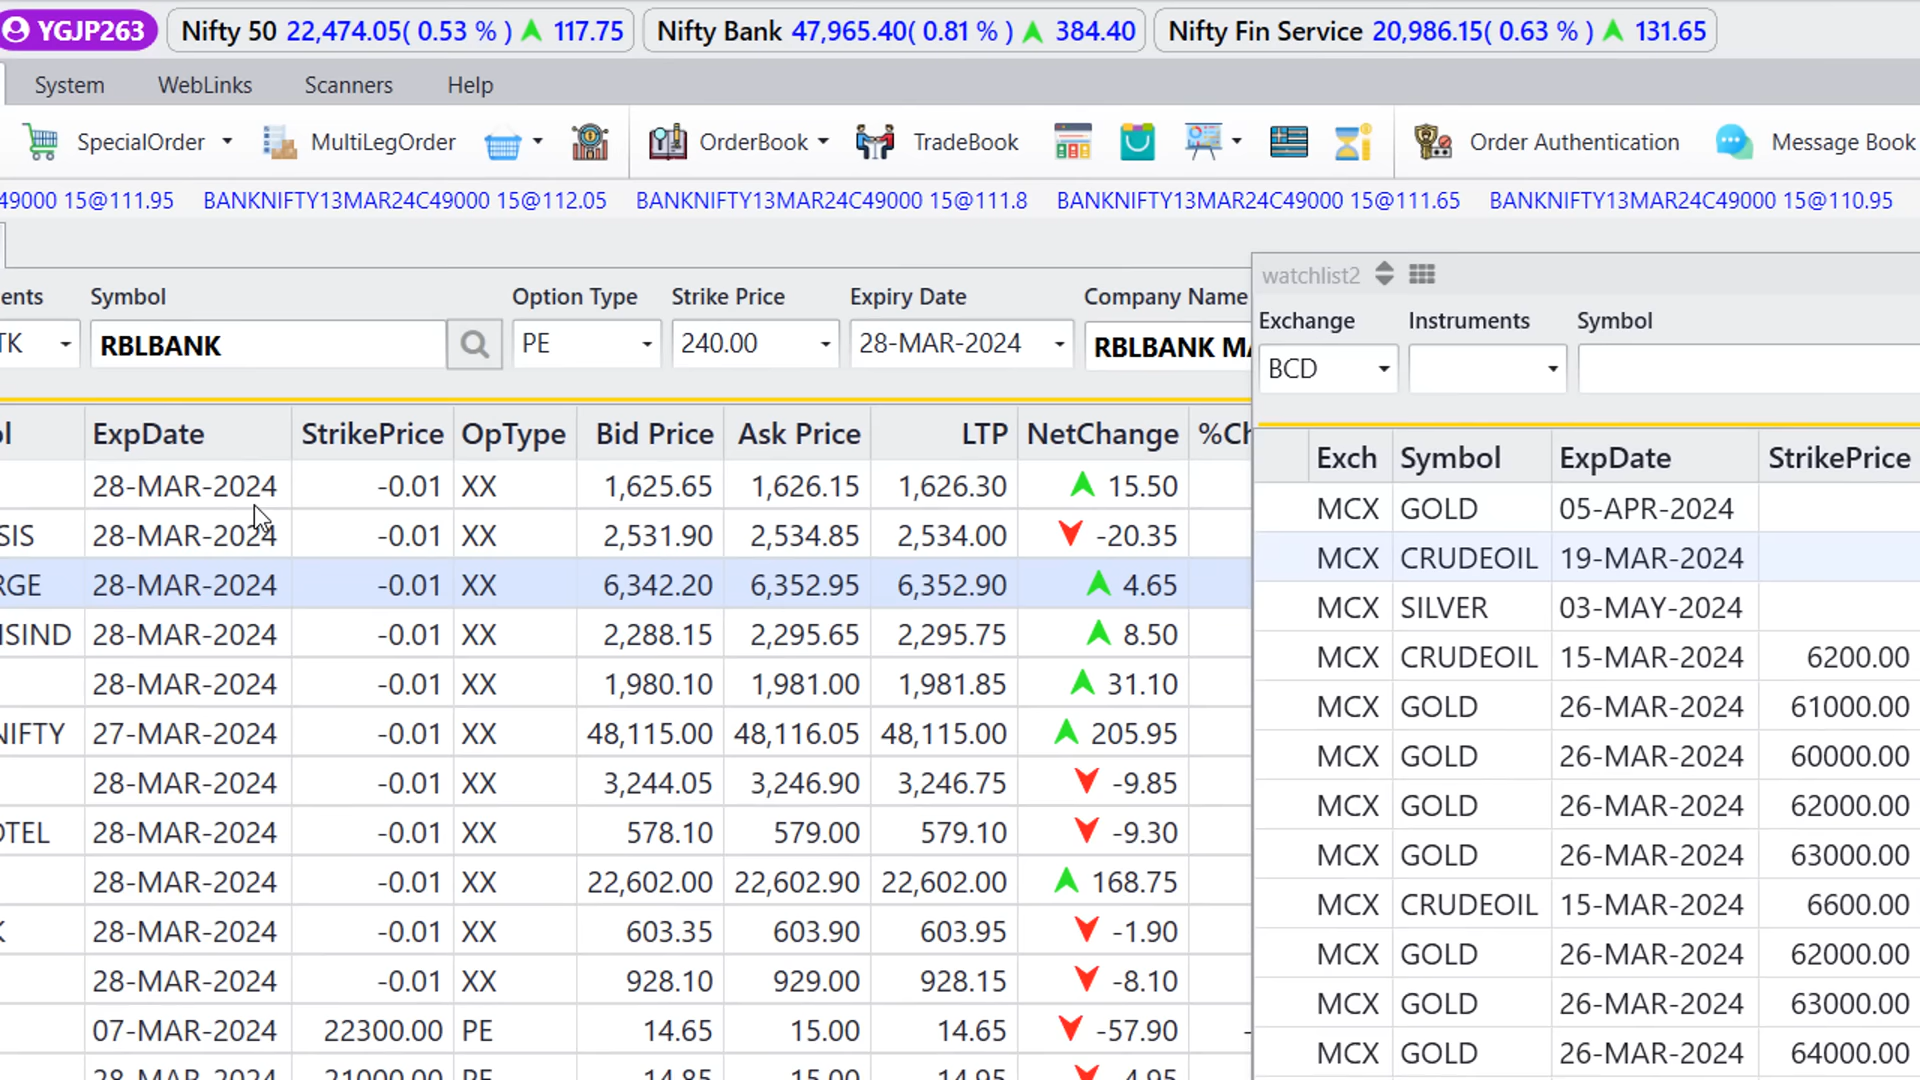 YGJP263 Nifty 50 22,474.05( 0.53 % ) 117.75 Nifty Bank 47,965.40( 0.81 % ) 384.40 Nifty Fin Service 20,986.15( 0.63 % ) 131.65
System WebLinks Scanners Help
SpecialOrder MultiLegOrder OrderBook TradeBook Order Authentication Message Book
49000 15@111.95 BANKNIFTY13MAR24C49000 15@112.05 BANKNIFTY13MAR24C49000 15@111.8 BANKNIFTY13MAR24C49000 15@111.65 BANKNIFTY13MAR24C49000 15@110.95
ents Symbol Option Type Strike Price Expiry Date Company Name
TK RBLBANK PE 240.00 28-MAR-2024 RBLBANK MA
ol ExpDate StrikePrice OpType Bid Price Ask Price LTP NetChange %Ch
28-MAR-2024 -0.01 XX 1,625.65 1,626.15 1,626.30 15.50
SIS 28-MAR-2024 -0.01 XX 2,531.90 2,534.85 2,534.00 -20.35
RGE 28-MAR-2024 -0.01 XX 6,342.20 6,352.95 6,352.90 4.65
ISIND 28-MAR-2024 -0.01 XX 2,288.15 2,295.65 2,295.75 8.50
28-MAR-2024 -0.01 XX 1,980.10 1,981.00 1,981.85 31.10
NIFTY 27-MAR-2024 -0.01 XX 48,115.00 48,116.05 48,115.00 205.95
28-MAR-2024 -0.01 XX 3,244.05 3,246.90 3,246.75 -9.85
OTEL 28-MAR-2024 -0.01 XX 578.10 579.00 579.10 -9.30
28-MAR-2024 -0.01 XX 22,602.00 22,602.90 22,602.00 168.75
K 28-MAR-2024 -0.01 XX 603.35 603.90 603.95 -1.90
28-MAR-2024 -0.01 XX 928.10 929.00 928.15 -8.10
07-MAR-2024 22300.00 PE 14.65 15.00 14.65 -57.90 -
28-MAR-2024 21000.00 PE 14.85 15.00 14.95 -4.95
watchlist2
Exchange Instruments Symbol
BCD
Exch Symbol ExpDate StrikePrice
MCX GOLD 05-APR-2024
MCX CRUDEOIL 19-MAR-2024
MCX SILVER 03-MAY-2024
MCX CRUDEOIL 15-MAR-2024 6200.00
MCX GOLD 26-MAR-2024 61000.00
MCX GOLD 26-MAR-2024 60000.00
MCX GOLD 26-MAR-2024 62000.00
MCX GOLD 26-MAR-2024 63000.00
MCX CRUDEOIL 15-MAR-2024 6600.00
MCX GOLD 26-MAR-2024 62000.00
MCX GOLD 26-MAR-2024 63000.00
MCX GOLD 26-MAR-2024 64000.00